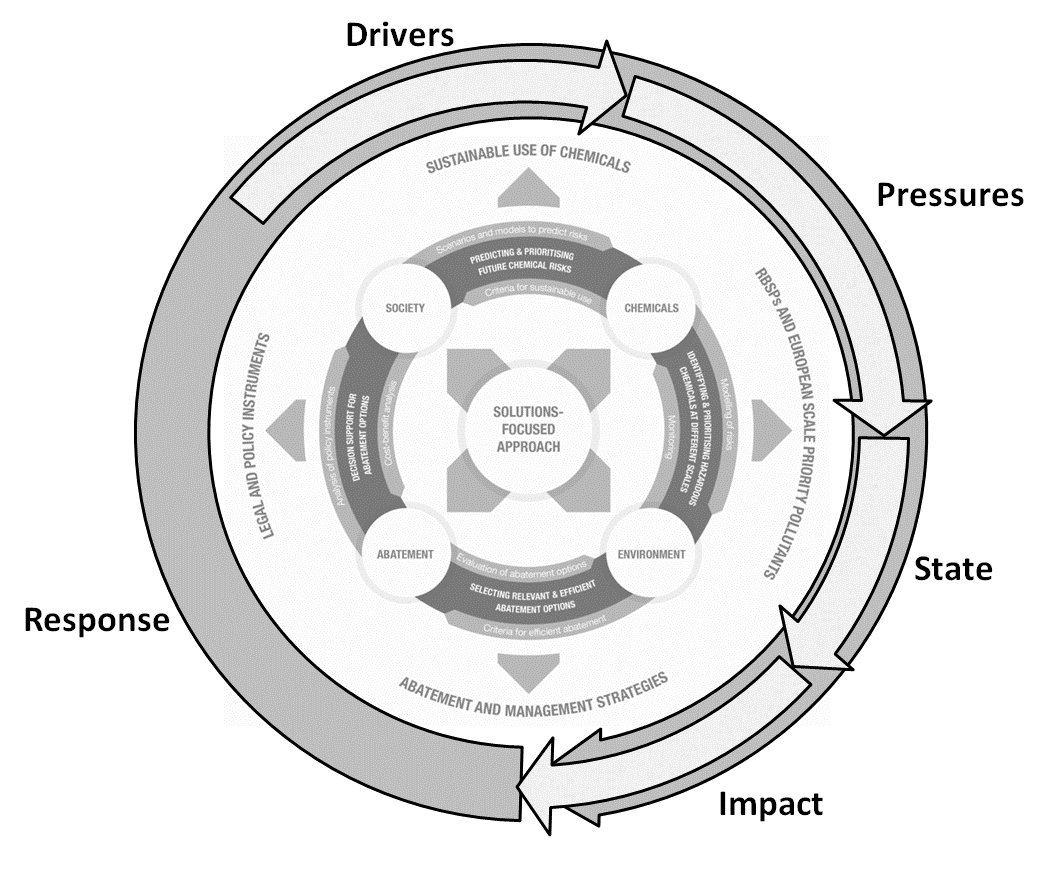 Drivers
Pressures
SUSTAINABLE USE OF CHEMICALS
Scenarios and models to predict risks
PREDICTING & PRIORITISING
FUTURE CHEMICAL RISKS
Criteria for sustainable use
SOCIETY
CHEMICALS
RBSPs AND EUROPEAN SCALE PRIORITY POLLUTANTS
Modelling of risks
IDENTIFFYING & PRIORITISING HAZARDOUS
CHEMICALS AT DIFFERENT SCALES
Monitoring
LEGAL AND POLICY INSTRUMENTS
Analysis of policy instruments
DECISION SUPPORT FOR
ABATEMENT OPTIONS
Cost-benefit analysis
SOLUTIONS-
FOCUSED
APPROACH
ABATEMENT
ENVIRONMENT
Evaluation of abatement options
SELECTING RELEVANT & EFFICIENT
ABATEMENT OPTIONS
Criteria for efficient abatement
ABATEMENT AND MANAGEMENT STRATEGIES
State
Response
Impact